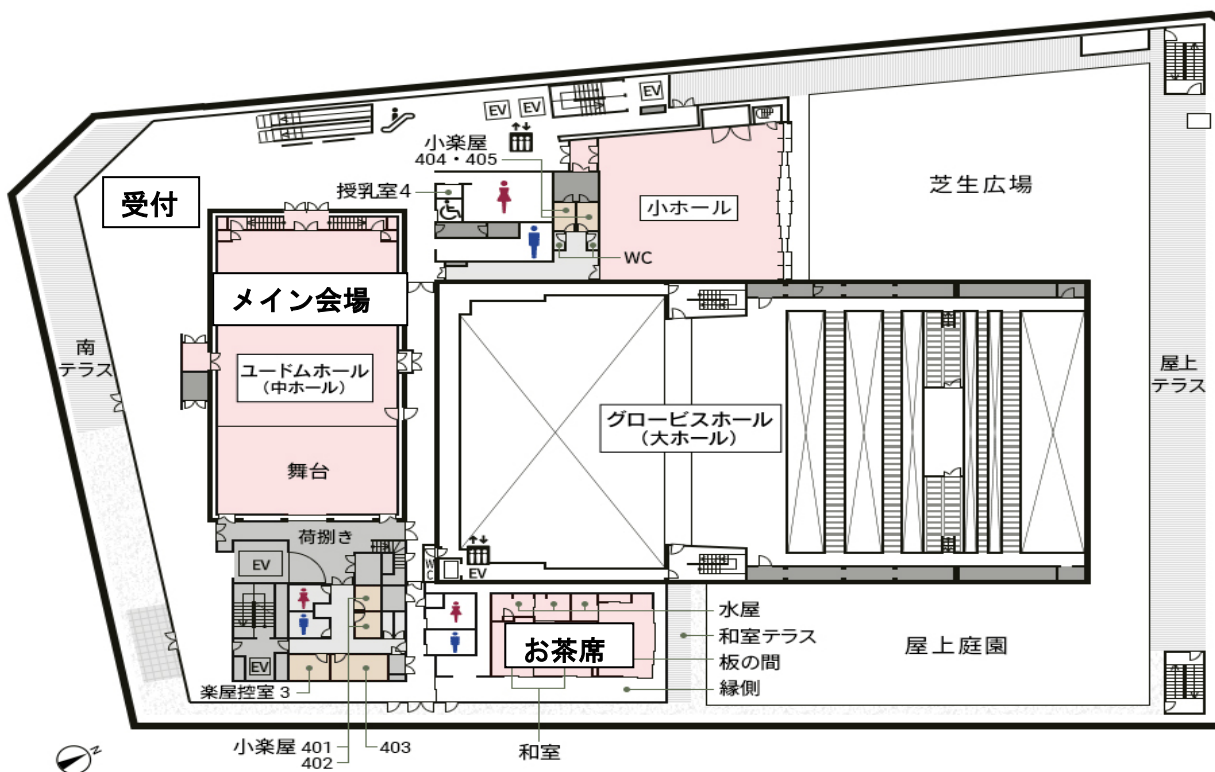 EV
EV
EV
小楽屋
404・405
授乳室4
受付
小ホール
芝生広場
WC
メイン会場
南
テラス
ユードムホール
(中ホール)
屋上
テラス
グロービスホール
(大ホール)
舞台
荷捌き
EV
WC
EV
水屋
和室テラス
お茶席
板の間
屋上庭園
縁側
EV
楽屋控室 3
小楽屋 401
402
403
和室
N